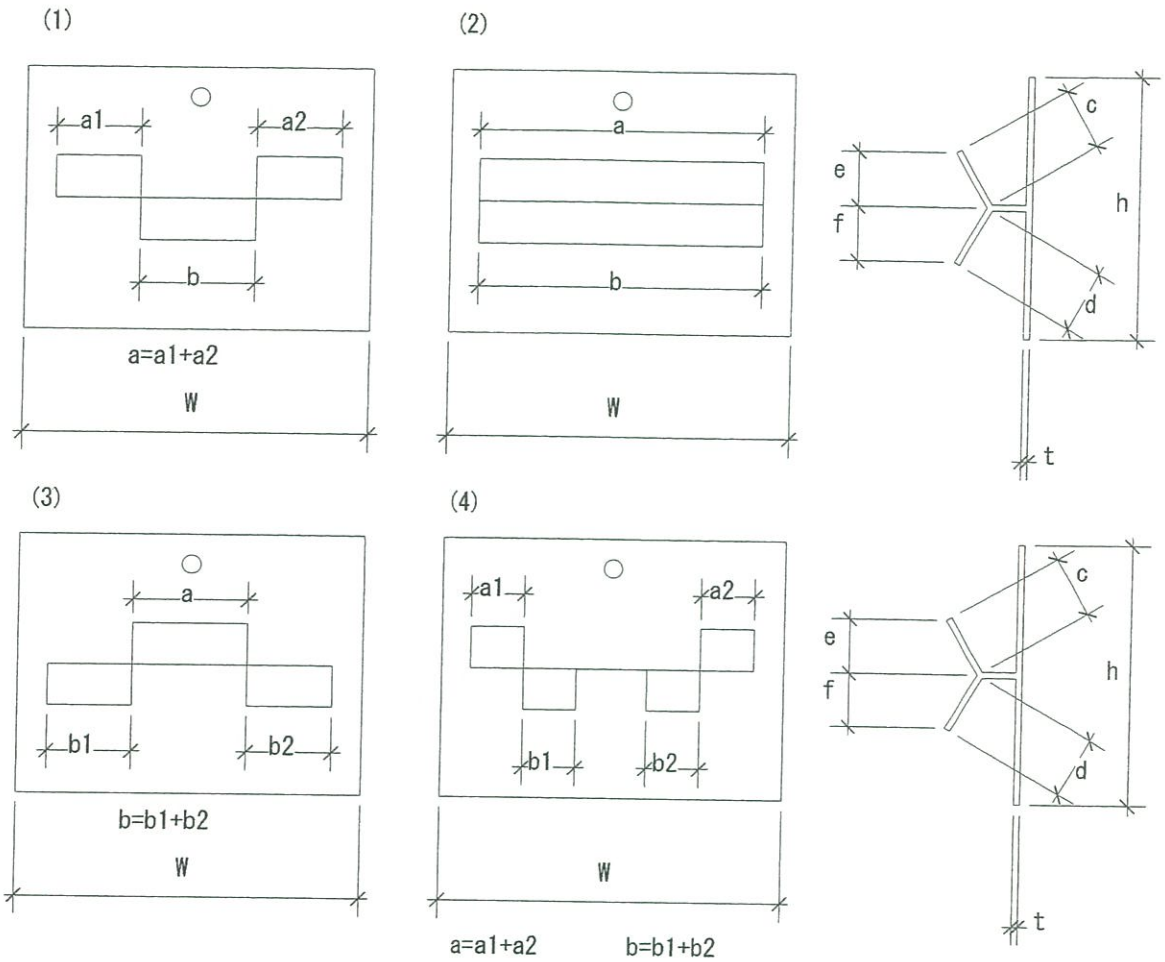 (1)
a1
a2
b
a=a1+a2
W
(2)
a
b
W
c
e
f
h
d
t
(3)
a
b1
b2
b=b1+b2
W
(4)
a1
a2
b1
b2
W
a=a1+a2
b=b1+b2
c
e
f
h
d
t